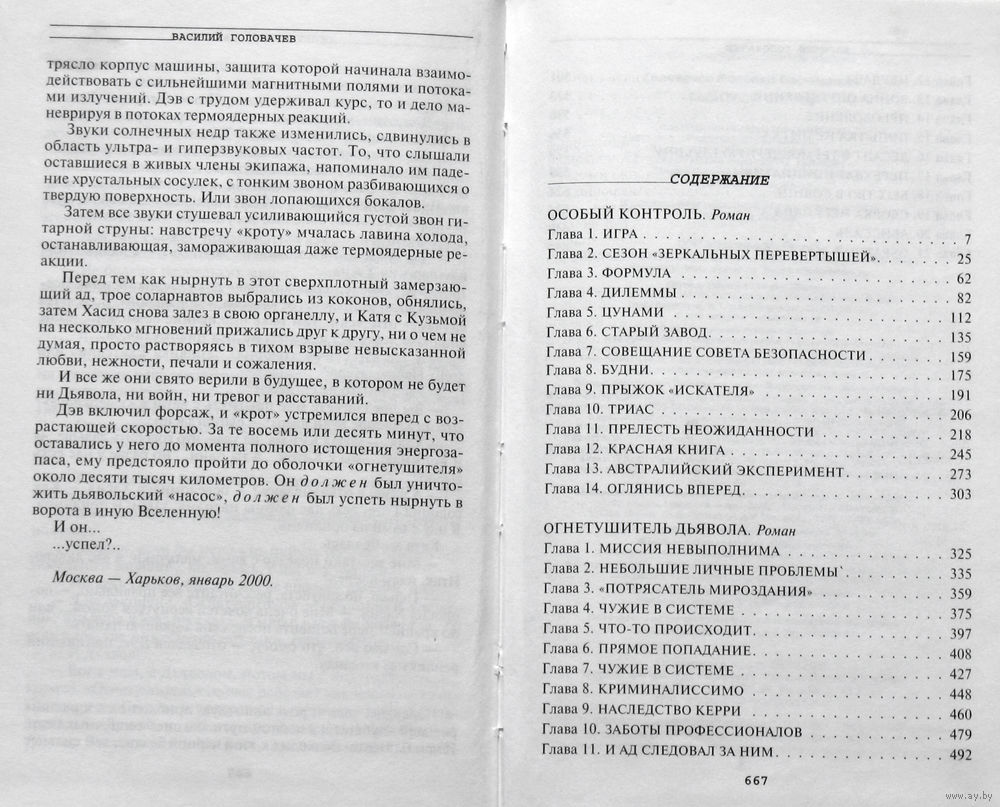 ВАСИЛИЙ ГОЛОВАЧЕВ
трясло корпус машины, защита которой начинала взаимо-
действовать с сильнейшими магнитными полями и потока-
ми излучений. Дэв с трудом удерживал курс, то и дело ма-
неврируя в потоках термоядерных реакций.
Звуки солнечных недр также изменились, сдвинулись в
область ультра- и гиперзвуковых частот. То, что слышали
оставшиеся в живых члены экипажа, напоминало им паде-
ние хрустальных сосулек, с тонким звоном разбивающихся о
твердую поверхность. Или звон лопающихся бокалов.
Затем все звуки стушевал усиливающийся густой звон ги-
тарной струны: навстречу «кроту» мчалась лавина холода,
останавливающая, замораживающая даже термоядерные ре-
акции.
Перед тем как нырнуть в этот сверхплотный замерзаю-
щий ад, трое соларнавтов выбрались из коконов, обнялись,
затем Хасид снова залез в свою органеллу, и Катя с Кузьмой
на несколько мгновений прижались друг к другу, ни о чем не
думая, просто растворяясь в тихом взрыве невысказанной
любви, нежности, печали и сожаления.
И все же они свято верили в будущее, в котором не будет
ни Дьявола, ни войн, ни тревог и расставаний.
Дэв включил форсаж, и «крот» устремился вперед с воз-
растающей скоростью. За те восемь или десять минут, что
оставались у него до момента полного истощения энергоза-
паса, ему предстояло пройти до оболочки «огнетушителя»
около десяти тысяч километров. Он должен был уничто-
жить дьявольский «насос», должен был успеть нырнуть в
ворота в иную Вселенную!
И он...
...успел?..
Москва — Харьков, январь 2000.
СОДЕРЖАНИЕ
ОСОБЫЙ КОНТРОЛЬ. Роман
Глава 1. ИГРА . . . . . . . . . . 7
Глава 2. СЕЗОН «ЗЕРКАЛЬНЫХ ПЕРЕВЕРТЫШЕЙ». . . . . . 25
Глава 3. ФОРМУЛА . . . . . . . . . . 62
Глава 4. ДИЛЕММЫ . . . . . . . . . . 82
Глава 5. ЦУНАМИ . . . . . . . . . . 112
Глава 6. СТАРЫЙ ЗАВОД. . . . . . . . . . 135
Глава 7. СОВЕЩАНИЕ СОВЕТА БЕЗОПАСНОСТИ . . . . . . 159
Глава 8. БУДНИ. . . . . . . . . . 175
Глава 9. ПРЫЖОК «ИСКАТЕЛЯ» . . . . . . . . . . 191
Глава 10. ТРИАС . . . . . . . . . . 206
Глава 11. ПРЕЛЕСТЬ НЕОЖИДАННОСТИ . . . . . . . . 218
Глава 12. КРАСНАЯ КНИГА . . . . . . . . . . 245
Глава 13. АВСТРАЛИЙСКИЙ ЭКСПЕРИМЕНТ. . . . . . . 273
Глава 14. ОГЛЯНИСЬ ВПЕРЕД. . . . . . . . . . 303
ОГНЕТУШИТЕЛЬ ДЬЯВОЛА. Роман
Глава 1. МИССИЯ НЕВЫПОЛНИМА . . . . . . . . . . 325
Глава 2. НЕБОЛЬШИЕ ЛИЧНЫЕ ПРОБЛЕМЫ` . . . . . . . 335
Глава 3. «ПОТРЯСАТЕЛЬ МИРОЗДАНИЯ» . . . . . . . . 359
Глава 4. ЧУЖИЕ В СИСТЕМЕ . . . . . . . . . . 375
Глава 5. ЧТО-ТО ПРОИСХОДИТ. . . . . . . . . . 397
Глава 6. ПРЯМОЕ ПОПАДАНИЕ. . . . . . . . . . 408
Глава 7. ЧУЖИЕ В СИСТЕМЕ . . . . . . . . . . 427
Глава 8. КРИМИНАЛИССИМО . . . . . . . . . . 448
Глава 9. НАСЛЕДСТВО КЕРРИ . . . . . . . . . . 460
Глава 10. ЗАБОТЫ ПРОФЕССИОНАЛОВ . . . . . . . . 479
Глава 11. И АД СЛЕДОВАЛ ЗА НИМ. . . . . . . . . . 492
667
www.ay.by